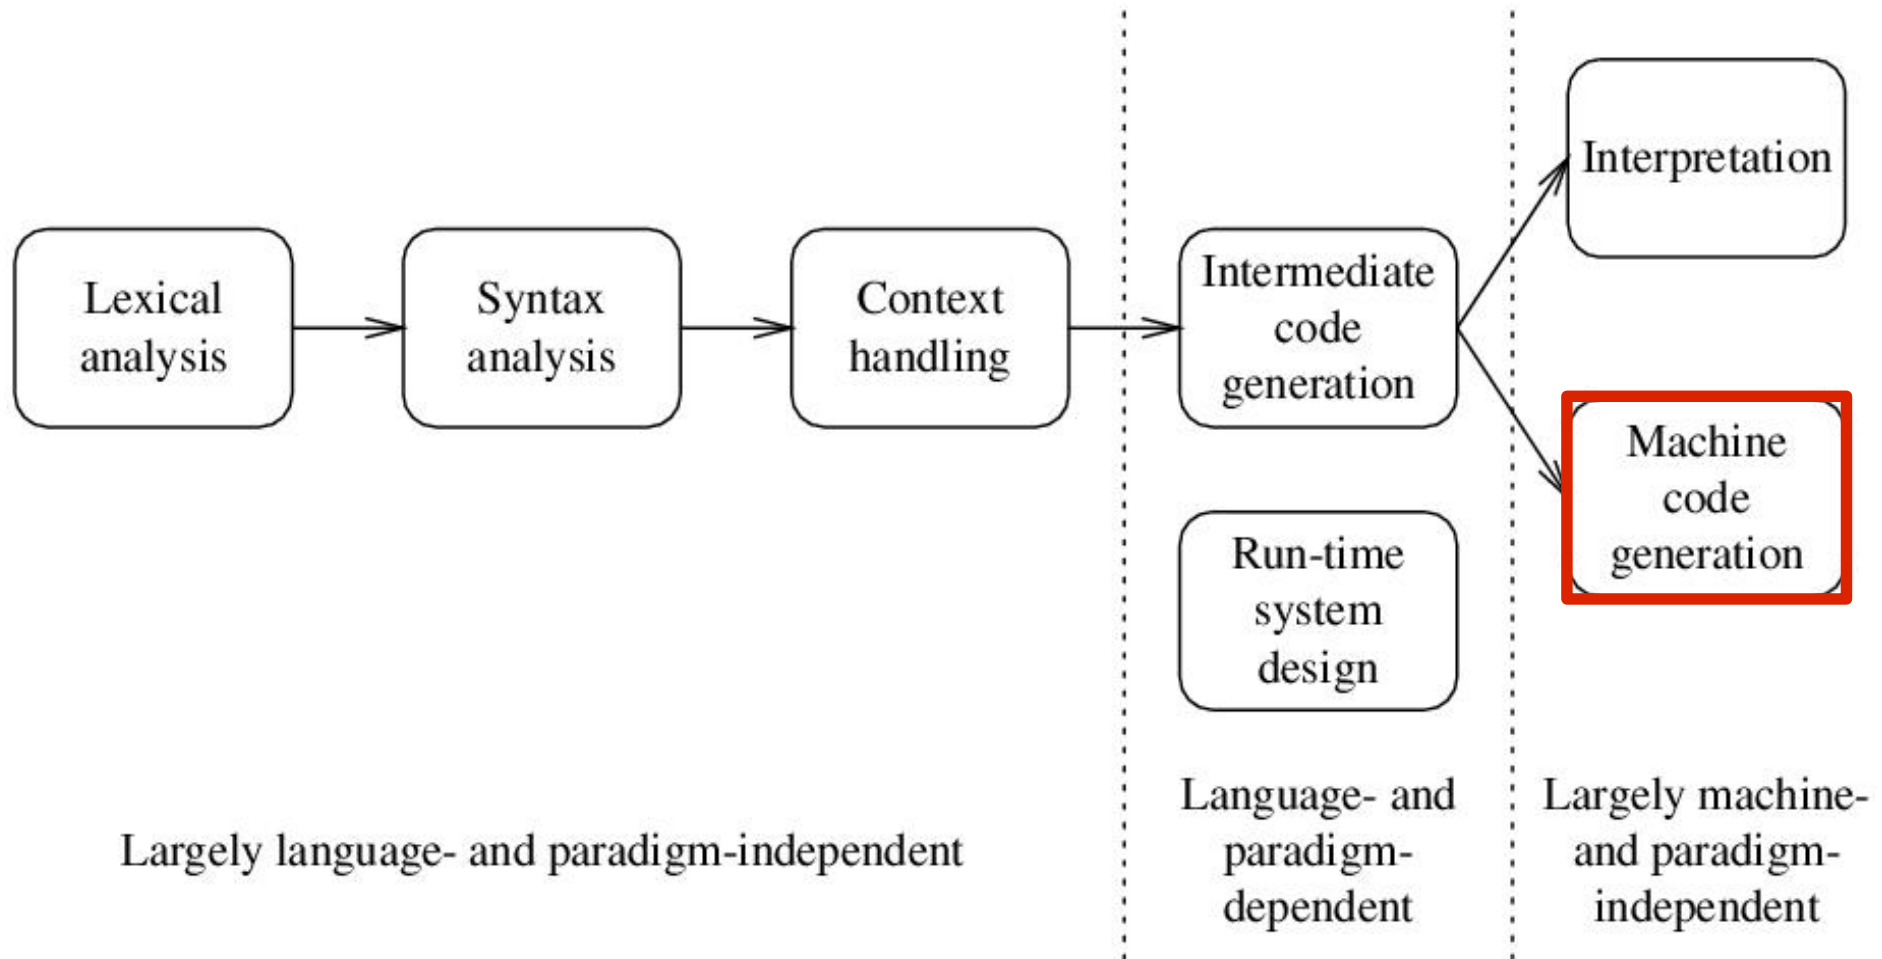 Lexical
analysis
Syntax
analysis
Context
handling
Intermediate
code
generation
Interpretation
Machine
code
generation
Run-time
system
design
Largely language- and paradigm-independent
Language- and
paradigm-
dependent
Largely machine-
and paradigm-
independent